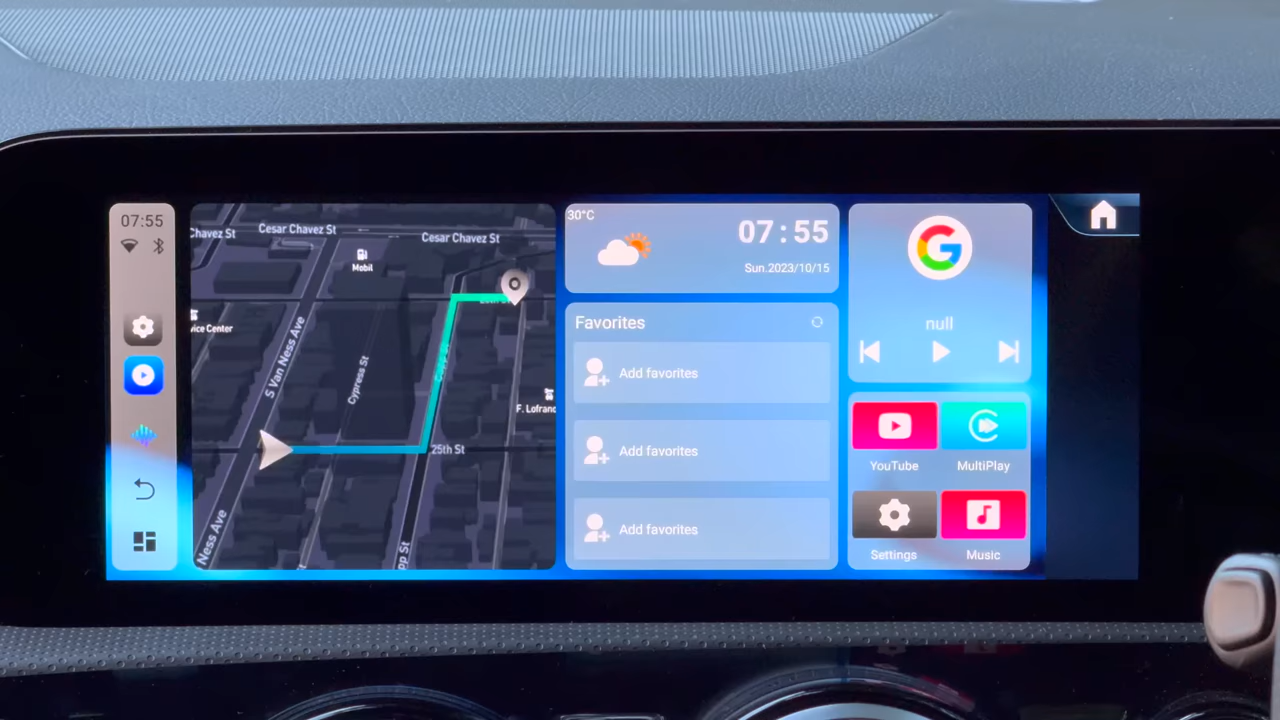 07:55
Chavez St
Cesar Chavez St
Cesar Chavez St
Mobil
vice Center
S Van Ness Ave
Cypress St
F. Lofrano
25th St
Ness Ave
pp St
30°C
07:55
Sun.2023/10/15
Favorites
Add favorites
Add favorites
Add favorites
G
null
YouTube
MultiPlay
Settings
Music